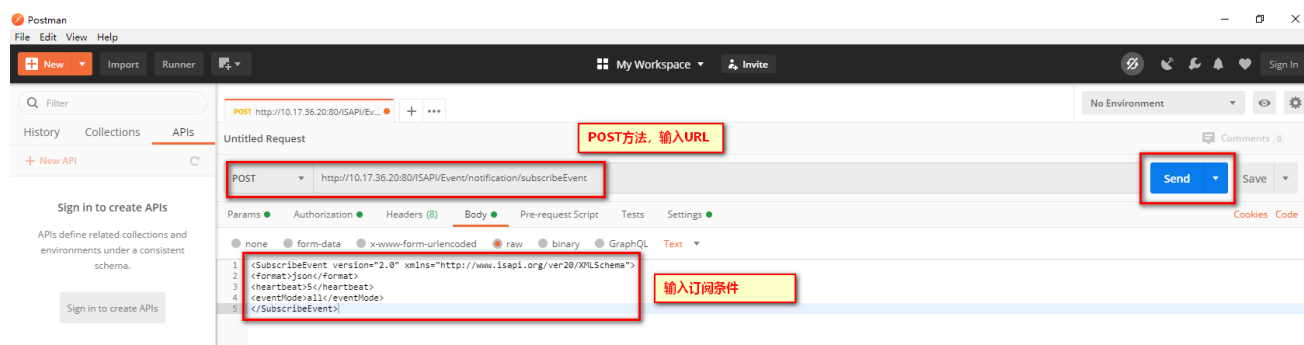 Postman
File Edit View Help
New Import Runner My Workspace Invite Sign In
Filter
History Collections APIs
+ New API
Sign in to create APIs
APIs define related collections and
environments under a consistent
schema.
Sign in to create APIs
POST http://10.17.36.20:80/ISAPI/Ev... + •••
No Environment
Untitled Request
POST方法，输入URL
Comments 0
POST http://10.17.36.20:80/ISAPI/Event/notification/subscribeEvent
Send Save
Params Authorization Headers (8) Body Pre-request Script Tests Settings Cookies Code
none form-data x-www-form-urlencoded raw binary GraphQL Text
1 <SubscribeEvent version="2.0" xmlns="http://www.isapi.org/ver20/XMLSchema">
2 <format>json</format>
3 <heartbeat>5</heartbeat>
4 <eventMode>all</eventMode>
5 </SubscribeEvent>
输入订阅条件